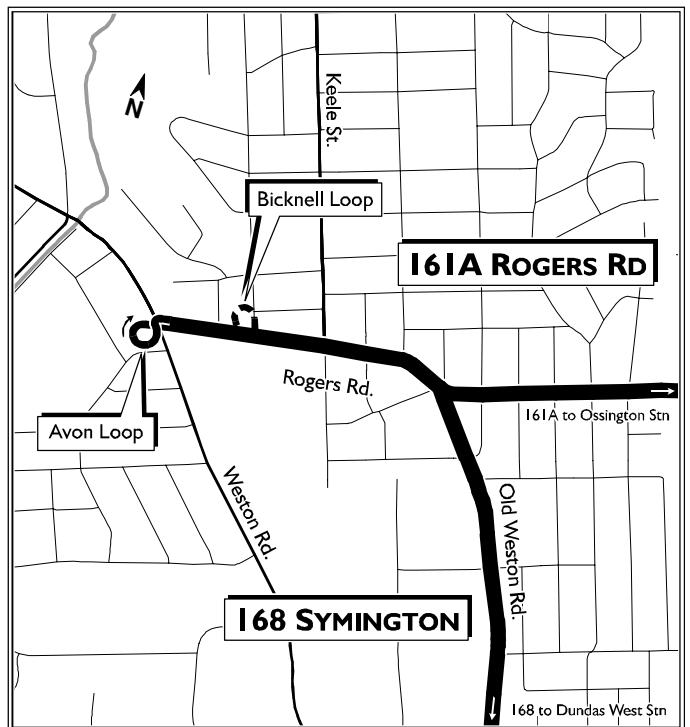 Keele St.
N
Bicknell Loop
161A ROGERS RD
Rogers Rd.
161A to Ossington Stn
Avon Loop
Weston Rd.
Old Weston Rd.
168 SYMINGTON
168 to Dundas West Stn